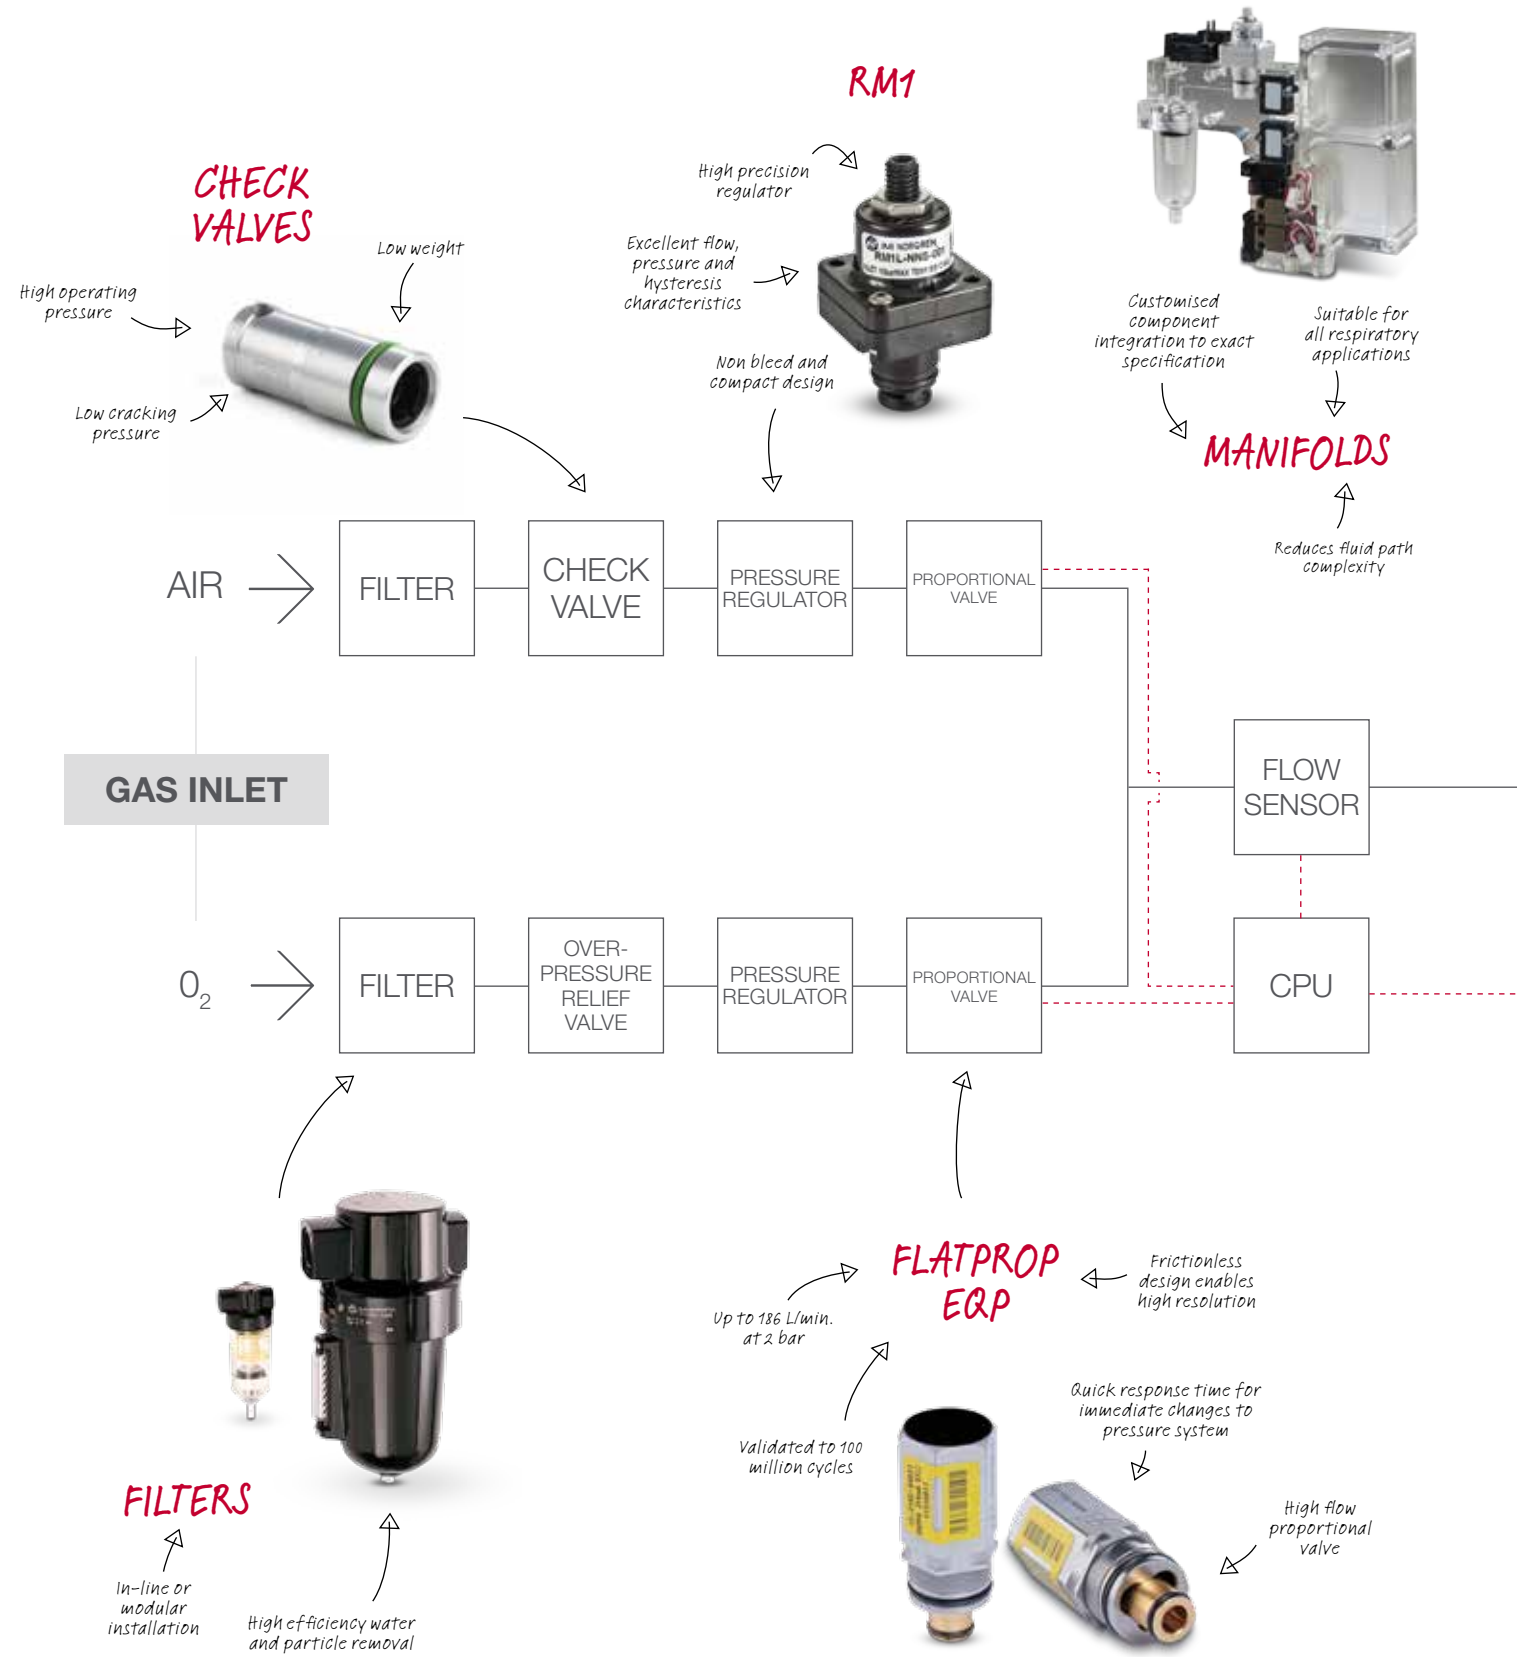 RM1
High precision
regulator
Excellent flow,
pressure and
hysteresis
characteristics
Non bleed and
compact design
IMI NORGREN
RM1L-NNS-001
CHECK
VALVES
Low weight
High operating
pressure
Low cracking
pressure
Customised
component
integration to exact
specification
Suitable for
all respiratory
applications
MANIFOLDS
Reduces fluid path
complexity
AIR
FILTER
CHECK
VALVE
PRESSURE
REGULATOR
PROPORTIONAL
VALVE
GAS INLET
FLOW
SENSOR
O2
FILTER
OVER-
PRESSURE
RELIEF
VALVE
PRESSURE
REGULATOR
PROPORTIONAL
VALVE
CPU
FILTERS
In-line or
modular
installation
High efficiency water
and particle removal
FLATPROP
EQP
Up to 186 L/min.
at 2 bar
Frictionless
design enables
high resolution
Validated to 100
million cycles
Quick response time for
immediate changes to
pressure system
High flow
proportional
valve